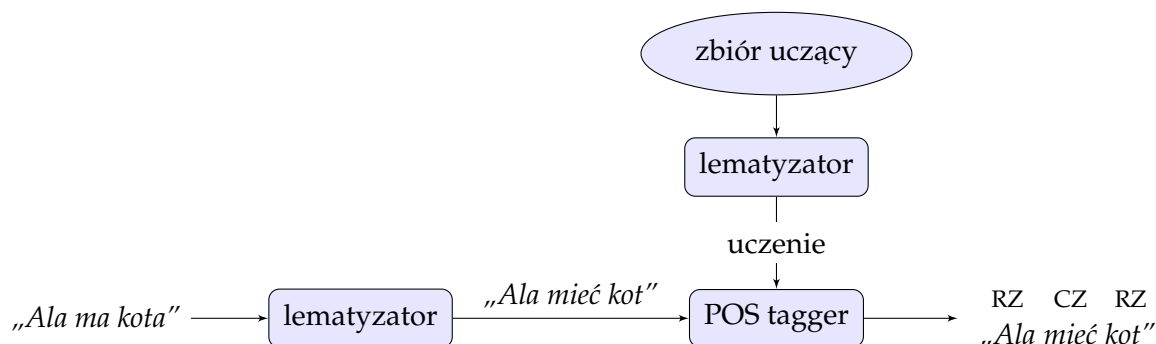 zbiór uczący
lematyzator
uczenie
„Ala ma kota”
lematyzator
„Ala mieć kot”
POS tagger
RZ CZ RZ
„Ala mieć kot”